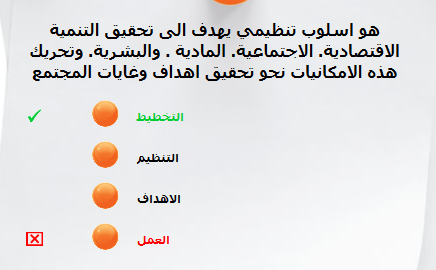 هو اسلوب تنظيمي يهدف الى تحقيق التنمية
الاقتصادية. الاجتماعية. المادية . والبشرية. وتحريك
هذه الامكانيات نحو تحقيق اهداف وغايات المجتمع
التخطيط
التنظيم
الاهداف
العمل